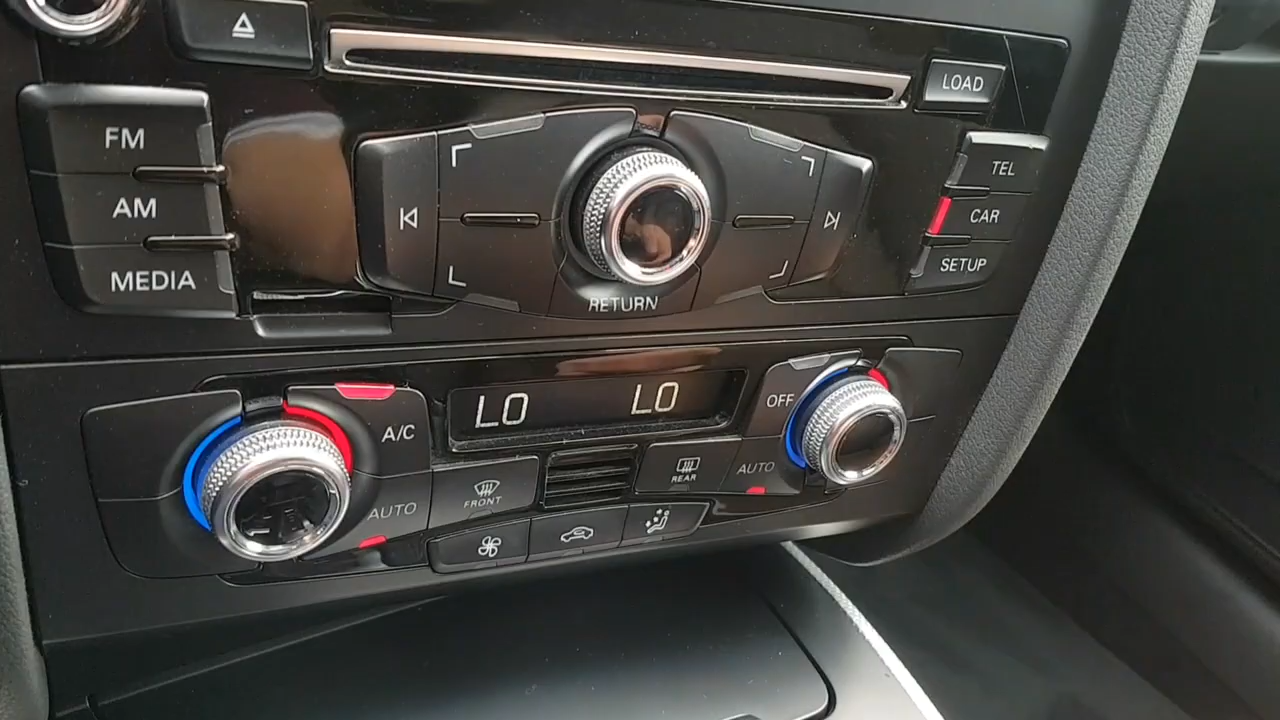 LOAD
FM
AM
MEDIA
TEL
CAR
SETUP
RETURN
LO LO
OFF
A/C
AUTO
FRONT
REAR
AUTO